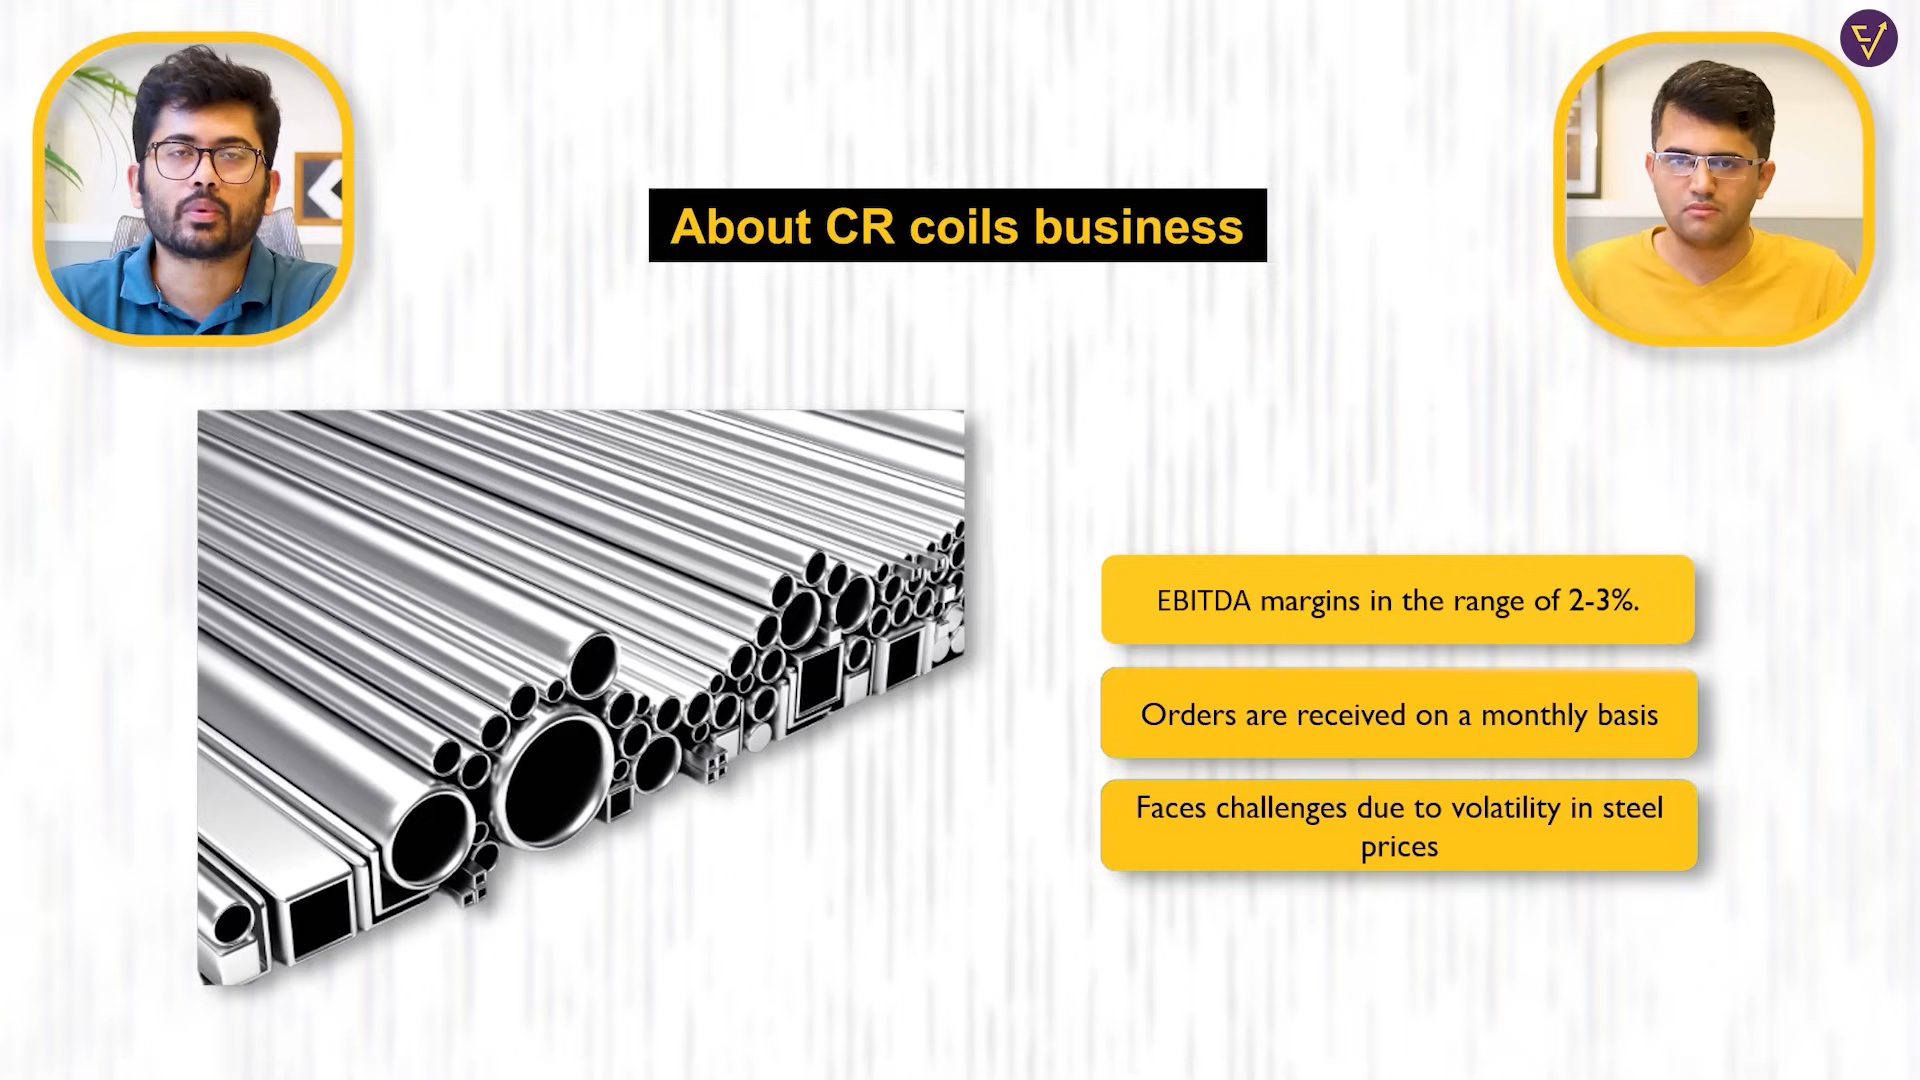 About CR coils business
EBITDA margins in the range of 2-3%.
Orders are received on a monthly basis
Faces challenges due to volatility in steel
prices